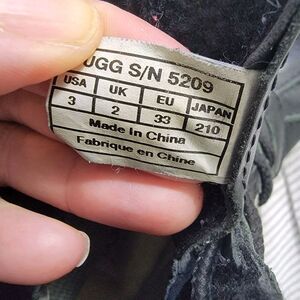 UGG S/N 5209
USA UK EU JAPAN
3 2 33 210
Made In China
Fabrique en Chine